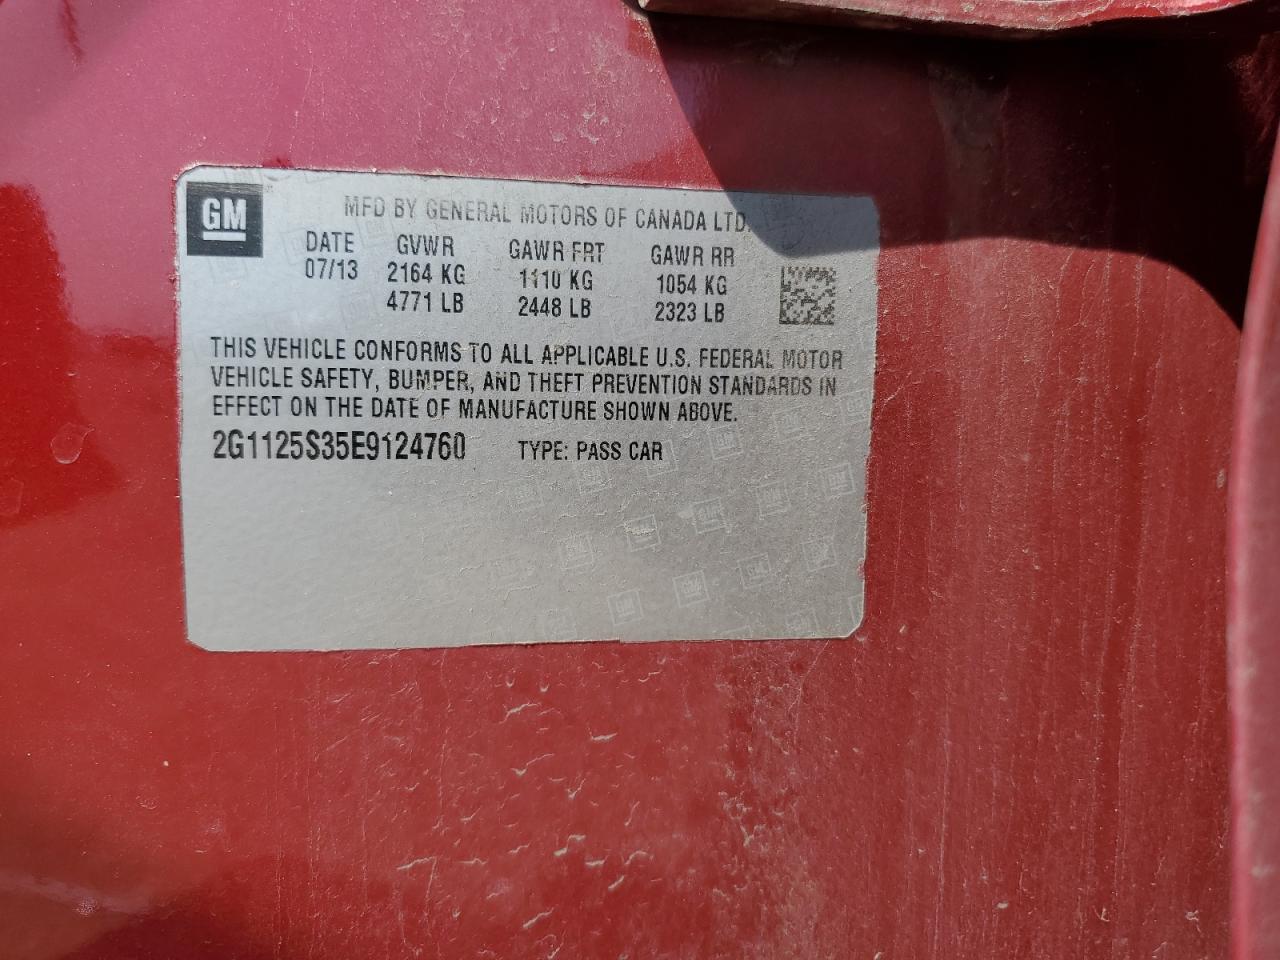 GM
MFD BY GENERAL MOTORS OF CANADA LTD.
DATE GVWR GAWR FRT GAWR RR
07/13 2164 KG 1110 KG 1054 KG
4771 LB 2448 LB 2323 LB
THIS VEHICLE CONFORMS TO ALL APPLICABLE U.S. FEDERAL MOTOR
VEHICLE SAFETY, BUMPER, AND THEFT PREVENTION STANDARDS IN
EFFECT ON THE DATE OF MANUFACTURE SHOWN ABOVE.
2G1125S35E9124760 TYPE: PASS CAR